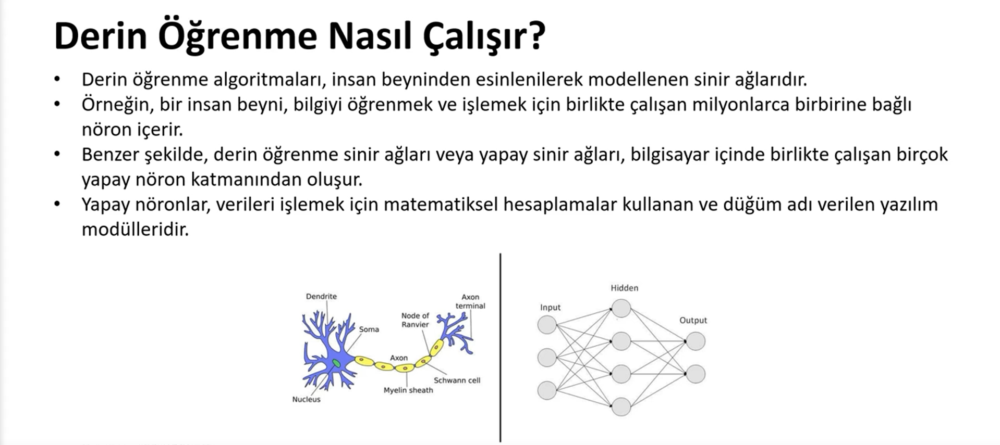 Derin Öğrenme Nasıl Çalışır?
• Derin öğrenme algoritmaları, insan beyninden esinlenilerek modellenen sinir ağlarıdır.
• Örneğin, bir insan beyni, bilgiyi öğrenmek ve işlemek için birlikte çalışan milyonlarca birbirine bağlı
nöron içerir.
• Benzer şekilde, derin öğrenme sinir ağları veya yapay sinir ağları, bilgisayar içinde birlikte çalışan birçok
yapay nöron katmanından oluşur.
• Yapay nöronlar, verileri işlemek için matematiksel hesaplamalar kullanan ve düğüm adı verilen yazılım
modülleridir.
Dendrite
Soma
Node of
Ranvier
Axon
terminal
Axon
Schwann cell
Myelin sheath
Nucleus
Input
Hidden
Output